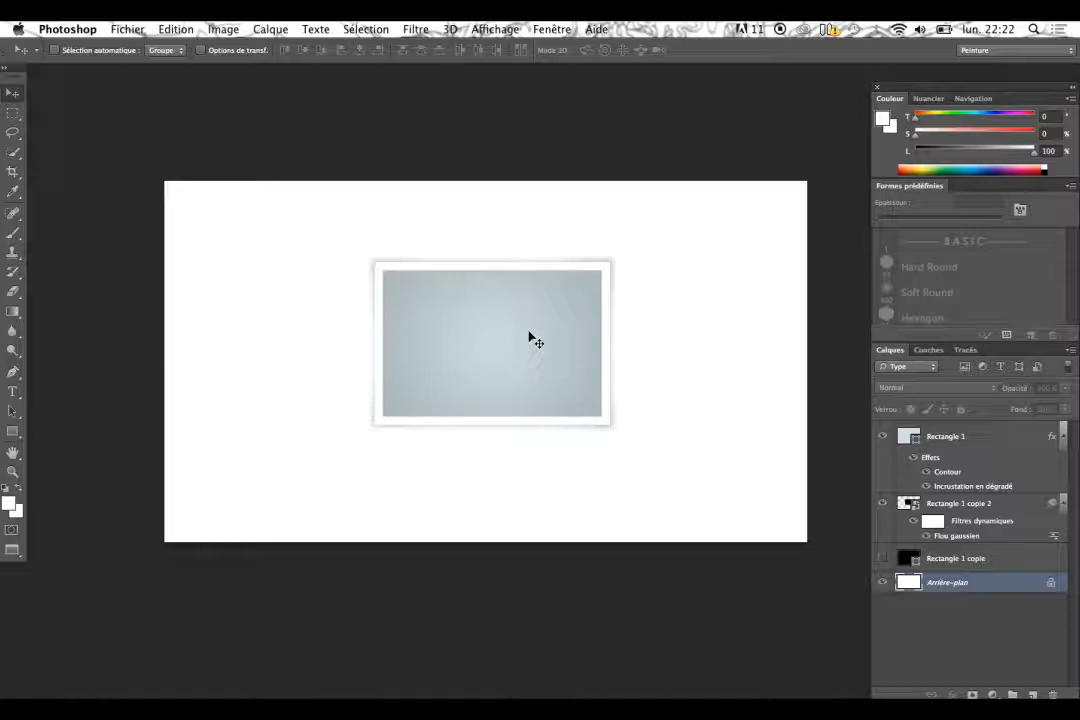 Photoshop Fichier Edition Image Calque Texte Sélection Filtre 3D Affichage Fenêtre Aide 11 lun. 22:22
Sélection automatique : Groupe Options de transf. Mode 3D : Peinture
Couleur Nuancier Navigation
T 0 °
S 0 %
L 100 %
Formes prédéfinies
Epaisseur :
BASIC
Hard Round
Soft Round
Hexagon
Calques Couches Tracés
Type
Normal Opacité :
Verrou : Fond :
Rectangle 1 fx
Effets
Contour
Incrustation en dégradé
Rectangle 1 copie 2
Filtres dynamiques
Flou gaussien
Rectangle 1 copie
Arrière-plan